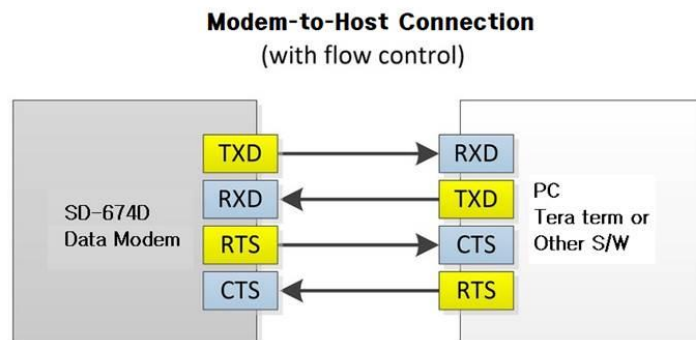 Modem-to-Host Connection
(with flow control)
TXD
RXD
RXD
TXD
SD-674D
Data Modem
PC
Tera term or
Other S/W
RTS
CTS
CTS
RTS